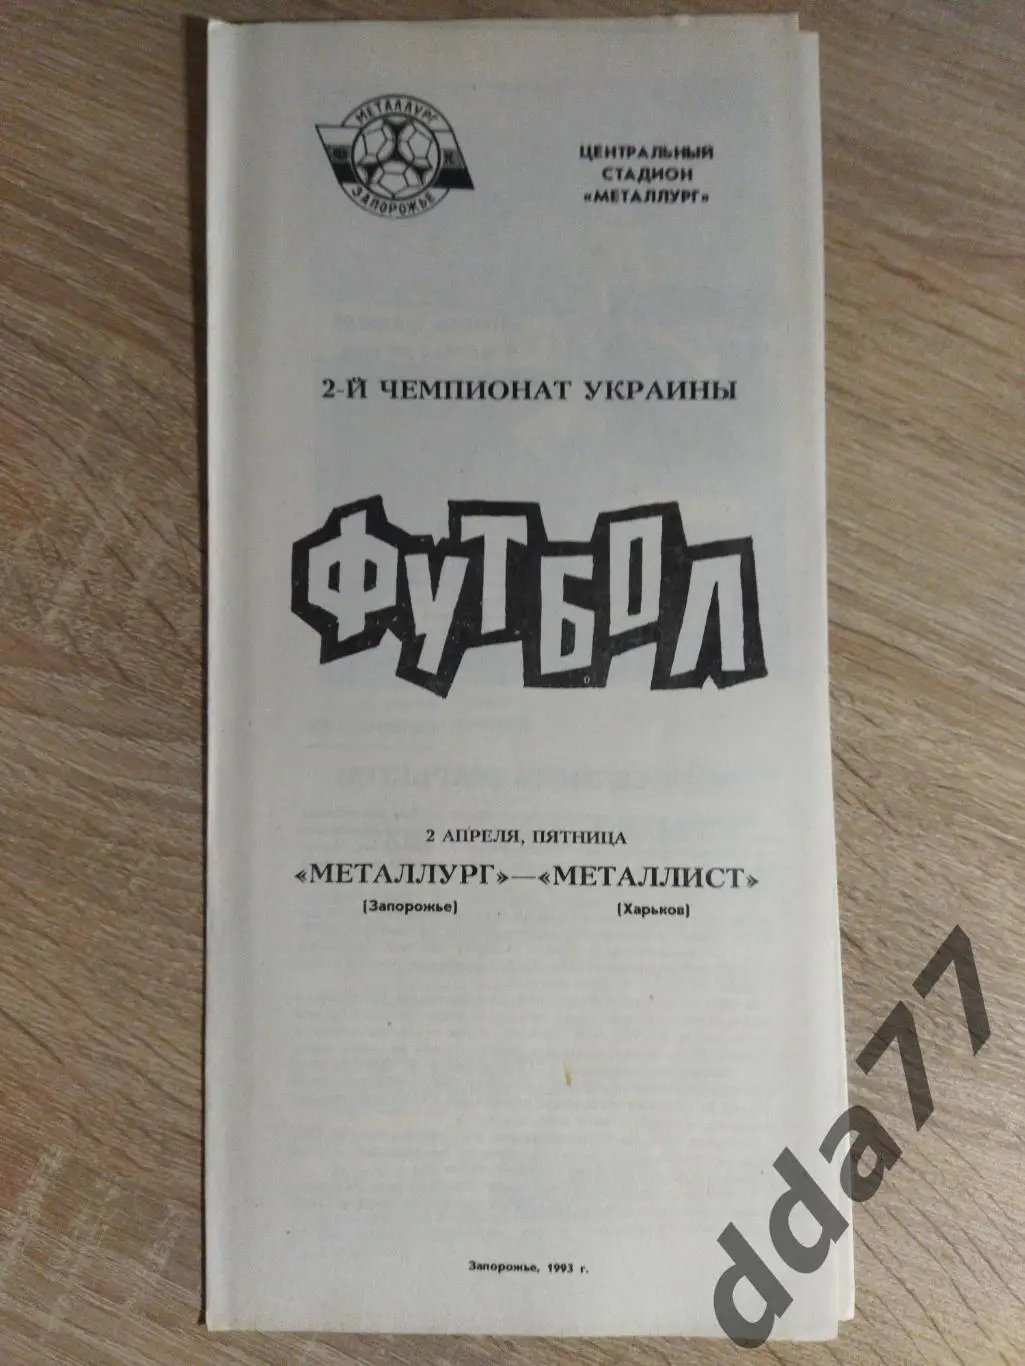 МЕТАЛЛУРГ
Ф К
ЗАПОРОЖЬЕ
ЦЕНТРАЛЬНЫЙ
СТАДИОН
«МЕТАЛЛУРГ»
2-Й ЧЕМПИОНАТ УКРАИНЫ
ФУТБОЛ
2 АПРЕЛЯ, ПЯТНИЦА
«МЕТАЛЛУРГ»—«МЕТАЛЛИСТ»
(Запорожье) (Харьков)
Запорожье, 1993 г.
dda77